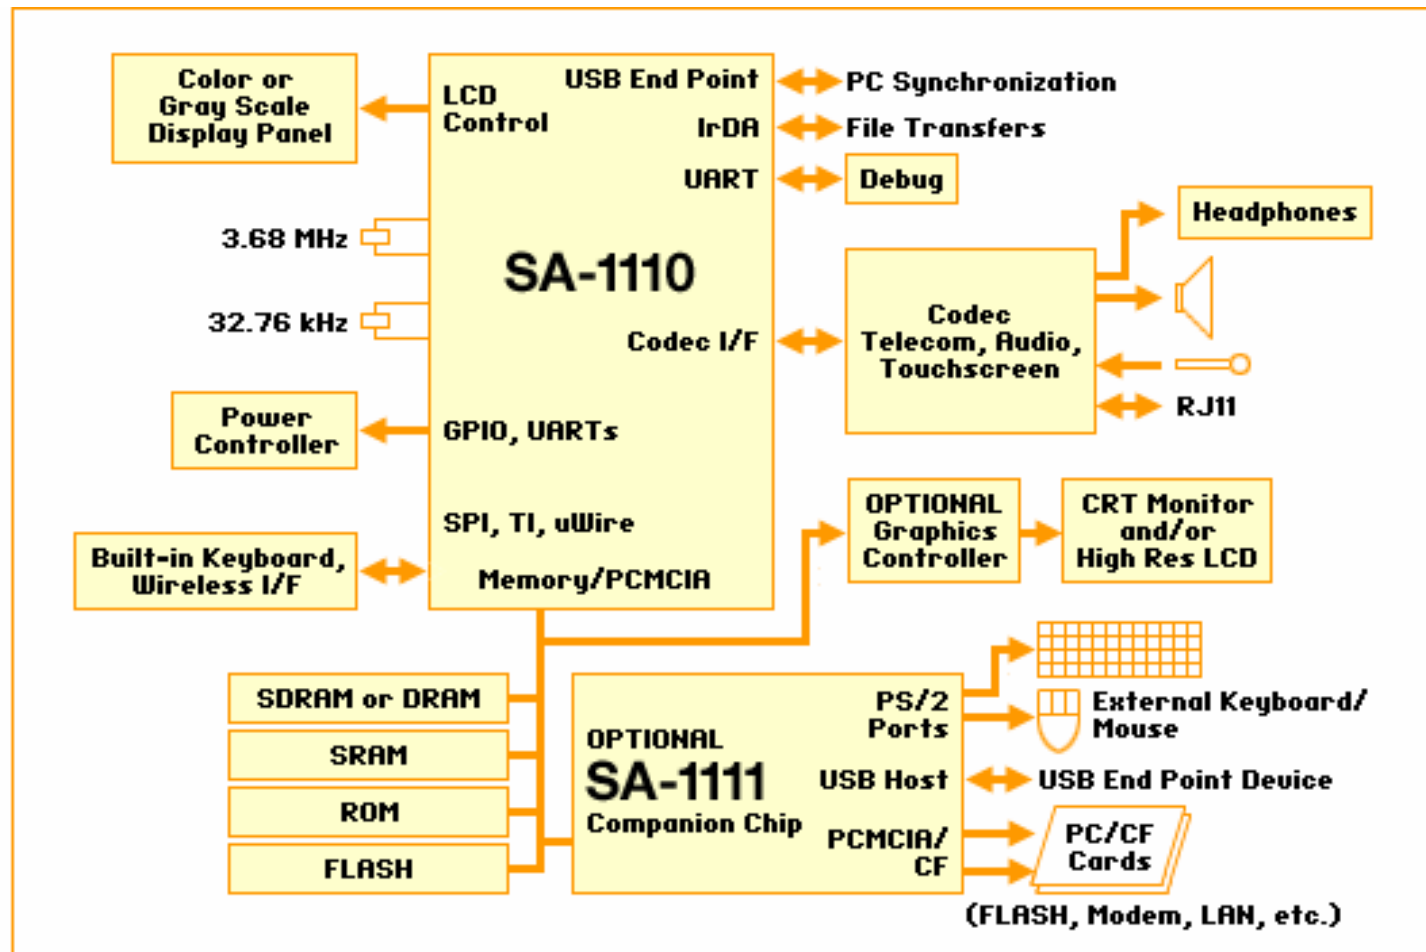 Color or
Gray Scale
Display Panel
LCD
Control
USB End Point
PC Synchronization
IrDA
File Transfers
UART
Debug
3.68 MHz
32.76 kHz
SA-1110
Codec I/F
Codec
Telecom, Audio,
Touchscreen
Headphones
RJ11
Power
Controller
GPIO, UARTs
SPI, TI, uWire
Built-in Keyboard,
Wireless I/F
Memory/PCMCIA
OPTIONAL
Graphics
Controller
CRT Monitor
and/or
High Res LCD
SDRAM or DRAM
SRAM
ROM
FLASH
OPTIONAL
SA-1111
Companion Chip
PS/2
Ports
External Keyboard/
Mouse
USB Host
USB End Point Device
PCMCIA/
CF
PC/CF
Cards
(FLASH, Modem, LAN, etc.)